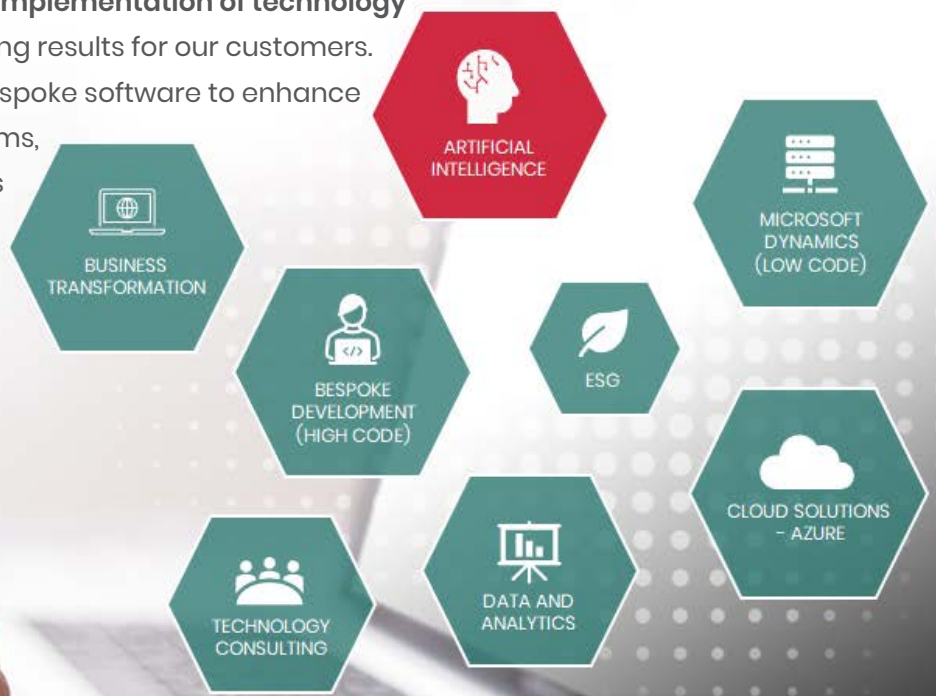 implementation of technology
ng results for our customers.
spoke software to enhance
ms,
s
ARTIFICIAL
INTELLIGENCE
BUSINESS
TRANSFORMATION
MICROSOFT
DYNAMICS
(LOW CODE)
BESPOKE
DEVELOPMENT
(HIGH CODE)
ESG
CLOUD SOLUTIONS
- AZURE
TECHNOLOGY
CONSULTING
DATA AND
ANALYTICS